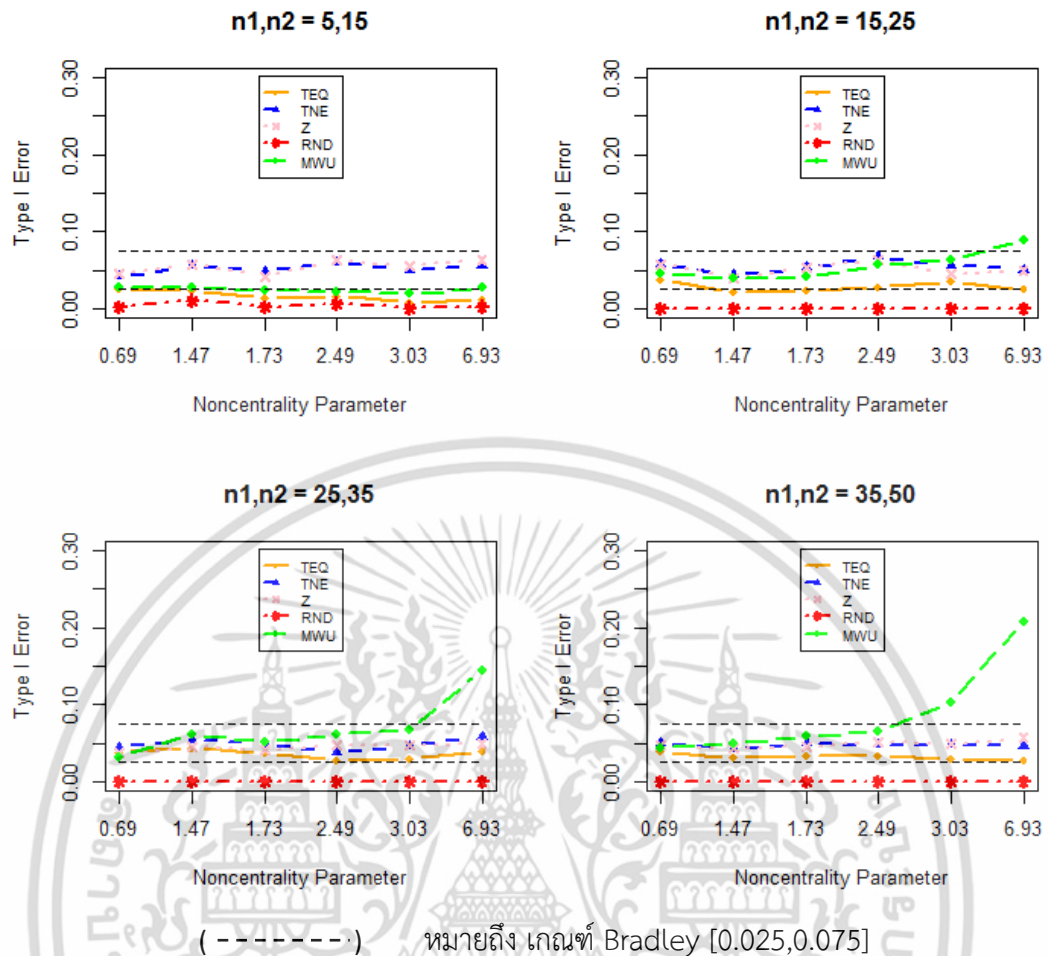 n1,n2 = 5,15
0.30
0.20
0.10
0.00
Type I Error
TEQ
TNE
Z
RND
MWU
0.69 1.47 1.73 2.49 3.03 6.93
Noncentrality Parameter
n1,n2 = 15,25
0.30
0.20
0.10
0.00
Type I Error
TEQ
TNE
Z
RND
MWU
0.69 1.47 1.73 2.49 3.03 6.93
Noncentrality Parameter
n1,n2 = 25,35
0.30
0.20
0.10
0.00
Type I Error
TEQ
TNE
Z
RND
MWU
0.69 1.47 1.73 2.49 3.03 6.93
Noncentrality Parameter
n1,n2 = 35,50
0.30
0.20
0.10
0.00
Type I Error
TEQ
TNE
Z
RND
MWU
0.69 1.47 1.73 2.49 3.03 6.93
Noncentrality Parameter
( - - - - - - - ) หมายถึง เกณฑ์ Bradley [0.025,0.075]